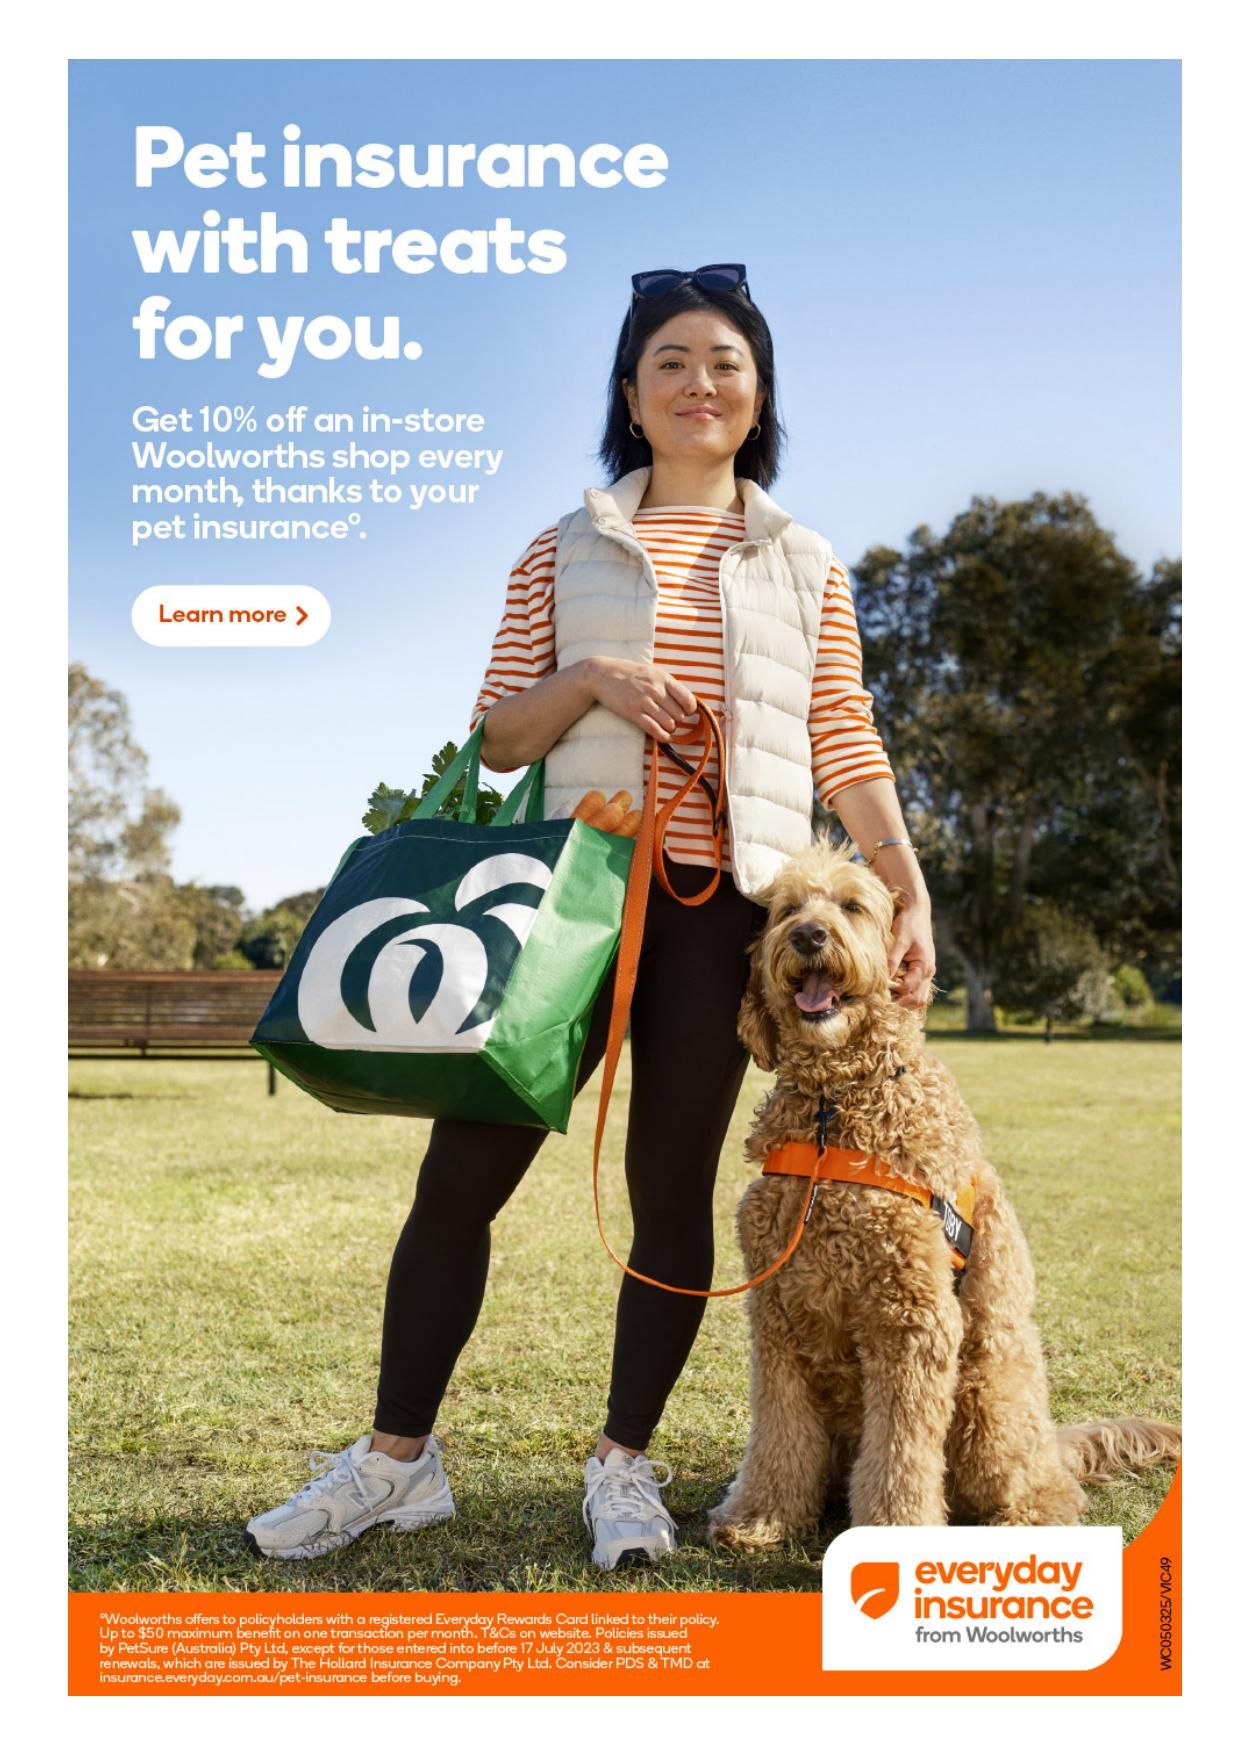 Pet insurance
with treats
for you.
Get 10% off an in-store
Woolworths shop every
month, thanks to your
pet insurance°.
Learn more
TOBY
everyday
insurance
from Woolworths
°Woolworths offers to policyholders with a registered Everyday Rewards Card linked to their policy.
Up to $50 maximum benefit on one transaction per month. T&Cs on website. Policies issued
by PetSure (Australia) Pty Ltd, except for those entered into before 17 July 2023 & subsequent
renewals, which are issued by The Hollard Insurance Company Pty Ltd. Consider PDS & TMD at
insurance.everyday.com.au/pet-insurance before buying.
WC050325/VIC49